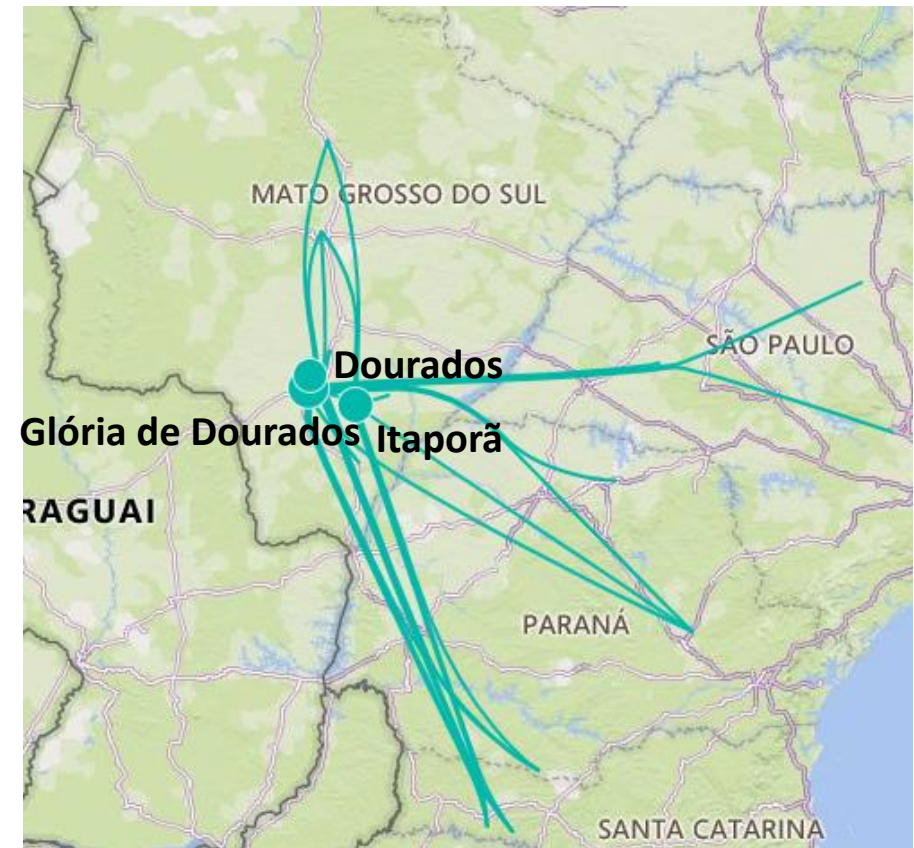 MATO GROSSO DO SUL
SÃO PAULO
Dourados
Glória de Dourados
Itaporã
RAGUAI
PARANÁ
SANTA CATARINA